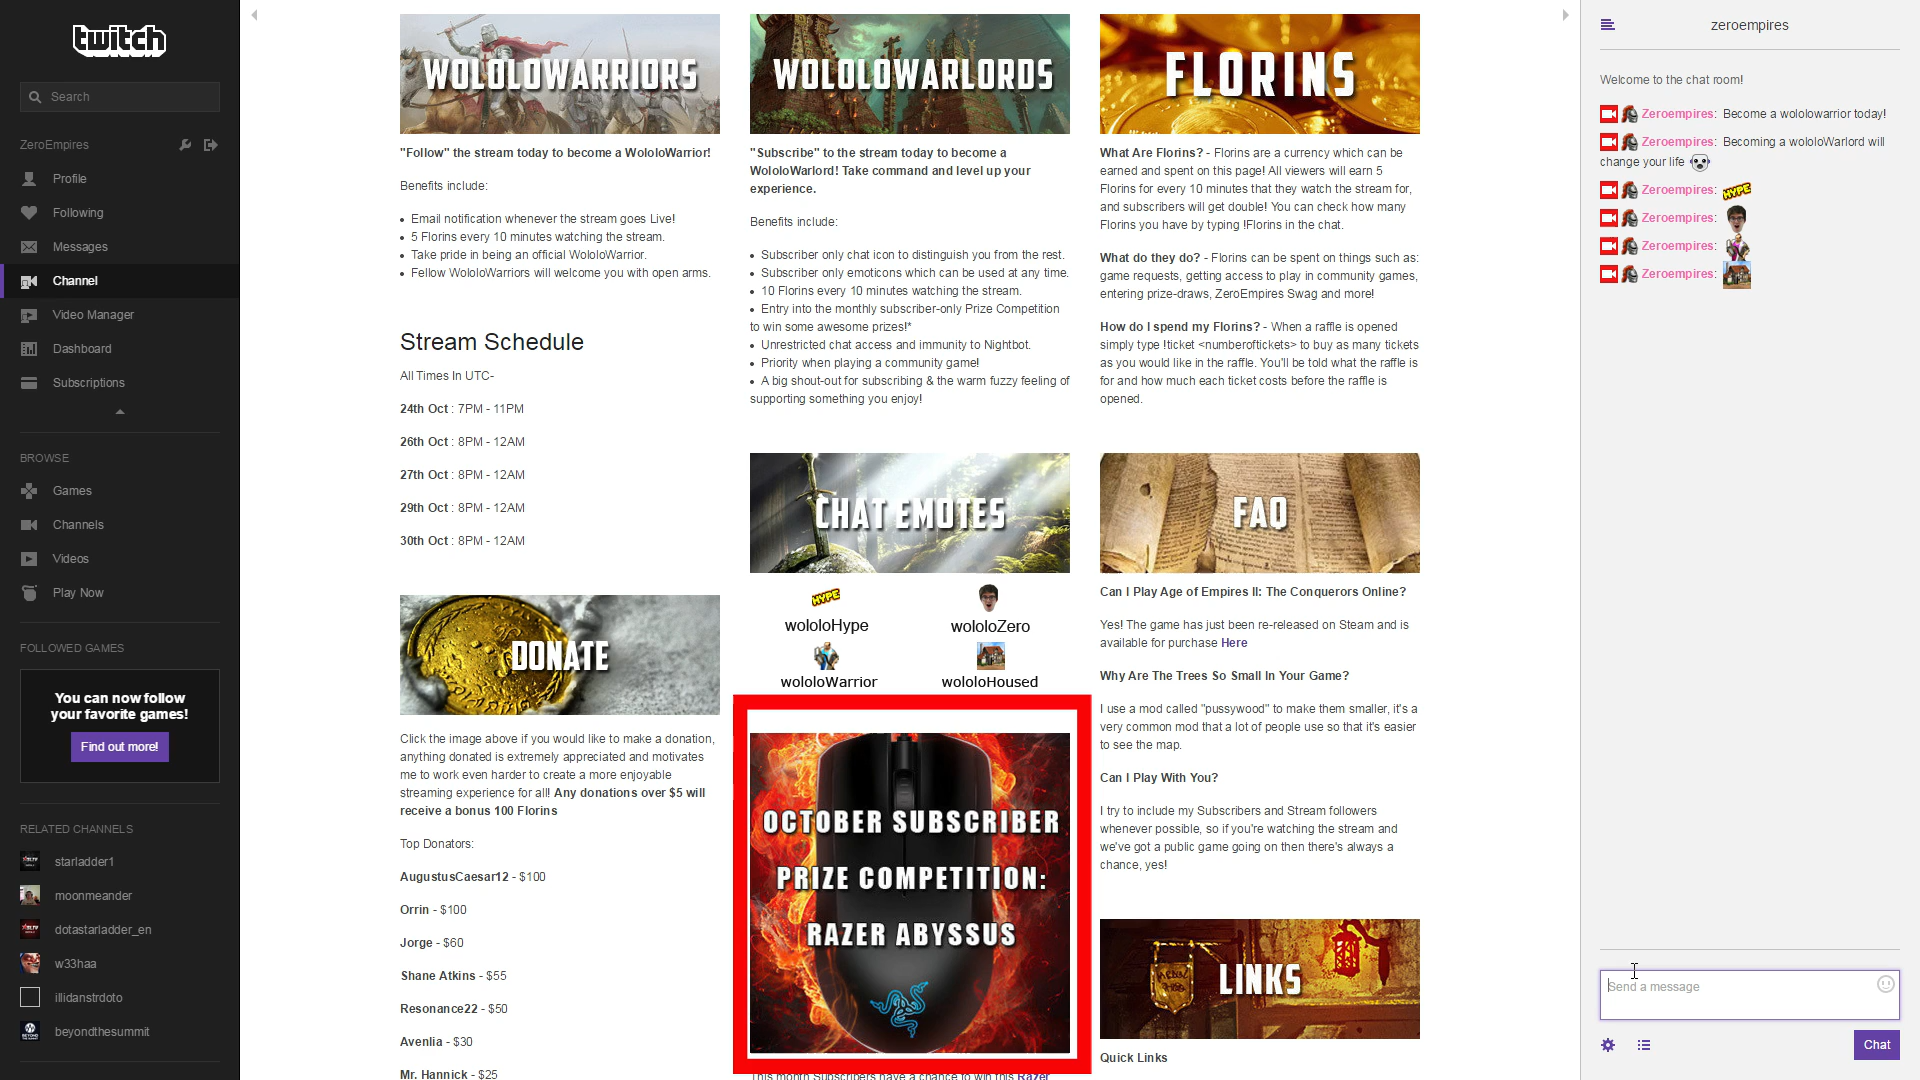 twitch
Search
ZeroEmpires
Profile
Following
Messages
Channel
Video Manager
Dashboard
Subscriptions
BROWSE
Games
Channels
Videos
Play Now
FOLLOWED GAMES
You can now follow
your favorite games!
Find out more!
RELATED CHANNELS
starladder1
moonmeander
dotastarladder_en
w33haa
illidanstrdoto
beyondthesummit
WOLOLOWARRIORS
"Follow" the stream today to become a WololoWarrior!
Benefits include:
Email notification whenever the stream goes Live!
5 Florins every 10 minutes watching the stream.
Take pride in being an official WololoWarrior.
Fellow WololoWarriors will welcome you with open arms.
Stream Schedule
All Times In UTC-
24th Oct : 7PM - 11PM
26th Oct : 8PM - 12AM
27th Oct : 8PM - 12AM
29th Oct : 8PM - 12AM
30th Oct : 8PM - 12AM
DONATE
Click the image above if you would like to make a donation,
anything donated is extremely appreciated and motivates
me to work even harder to create a more enjoyable
streaming experience for all! Any donations over $5 will
receive a bonus 100 Florins
Top Donators:
AugustusCaesar12 - $100
Orrin - $100
Jorge - $60
Shane Atkins - $55
Resonance22 - $50
Avenlia - $30
Mr. Hannick - $25
WOLOLOWARLORDS
"Subscribe" to the stream today to become a
WololoWarlord! Take command and level up your
experience.
Benefits include:
Subscriber only chat icon to distinguish you from the rest.
Subscriber only emoticons which can be used at any time.
10 Florins every 10 minutes watching the stream.
Entry into the monthly subscriber-only Prize Competition
to win some awesome prizes!*
Unrestricted chat access and immunity to Nightbot.
Priority when playing a community game!
A big shout-out for subscribing & the warm fuzzy feeling of
supporting something you enjoy!
CHAT EMOTES
HYPE
wololoHype
wololoZero
wololoWarrior
wololoHoused
OCTOBER SUBSCRIBER
PRIZE COMPETITION:
RAZER ABYSSUS
This month Subscribers have a chance to win this Razer
FLORINS
What Are Florins? - Florins are a currency which can be
earned and spent on this page! All viewers will earn 5
Florins for every 10 minutes that they watch the stream for,
and subscribers will get double! You can check how many
Florins you have by typing !Florins in the chat.
What do they do? - Florins can be spent on things such as:
game requests, getting access to play in community games,
entering prize-draws, ZeroEmpires Swag and more!
How do I spend my Florins? - When a raffle is opened
simply type !ticket <numberoftickets> to buy as many tickets
as you would like in the raffle. You'll be told what the raffle is
for and how much each ticket costs before the raffle is
opened.
FAQ
Can I Play Age of Empires II: The Conquerors Online?
Yes! The game has just been re-released on Steam and is
available for purchase Here
Why Are The Trees So Small In Your Game?
I use a mod called "pussywood" to make them smaller, it's a
very common mod that a lot of people use so that it's easier
to see the map.
Can I Play With You?
I try to include my Subscribers and Stream followers
whenever possible, so if you're watching the stream and
we've got a public game going on then there's always a
chance, yes!
LINKS
Quick Links
zeroempires
Welcome to the chat room!
Zeroempires: Become a wololowarrior today!
Zeroempires: Becoming a wololoWarlord will
change your life
Zeroempires: HYPE
Zeroempires:
Zeroempires:
Zeroempires:
Send a message
Chat